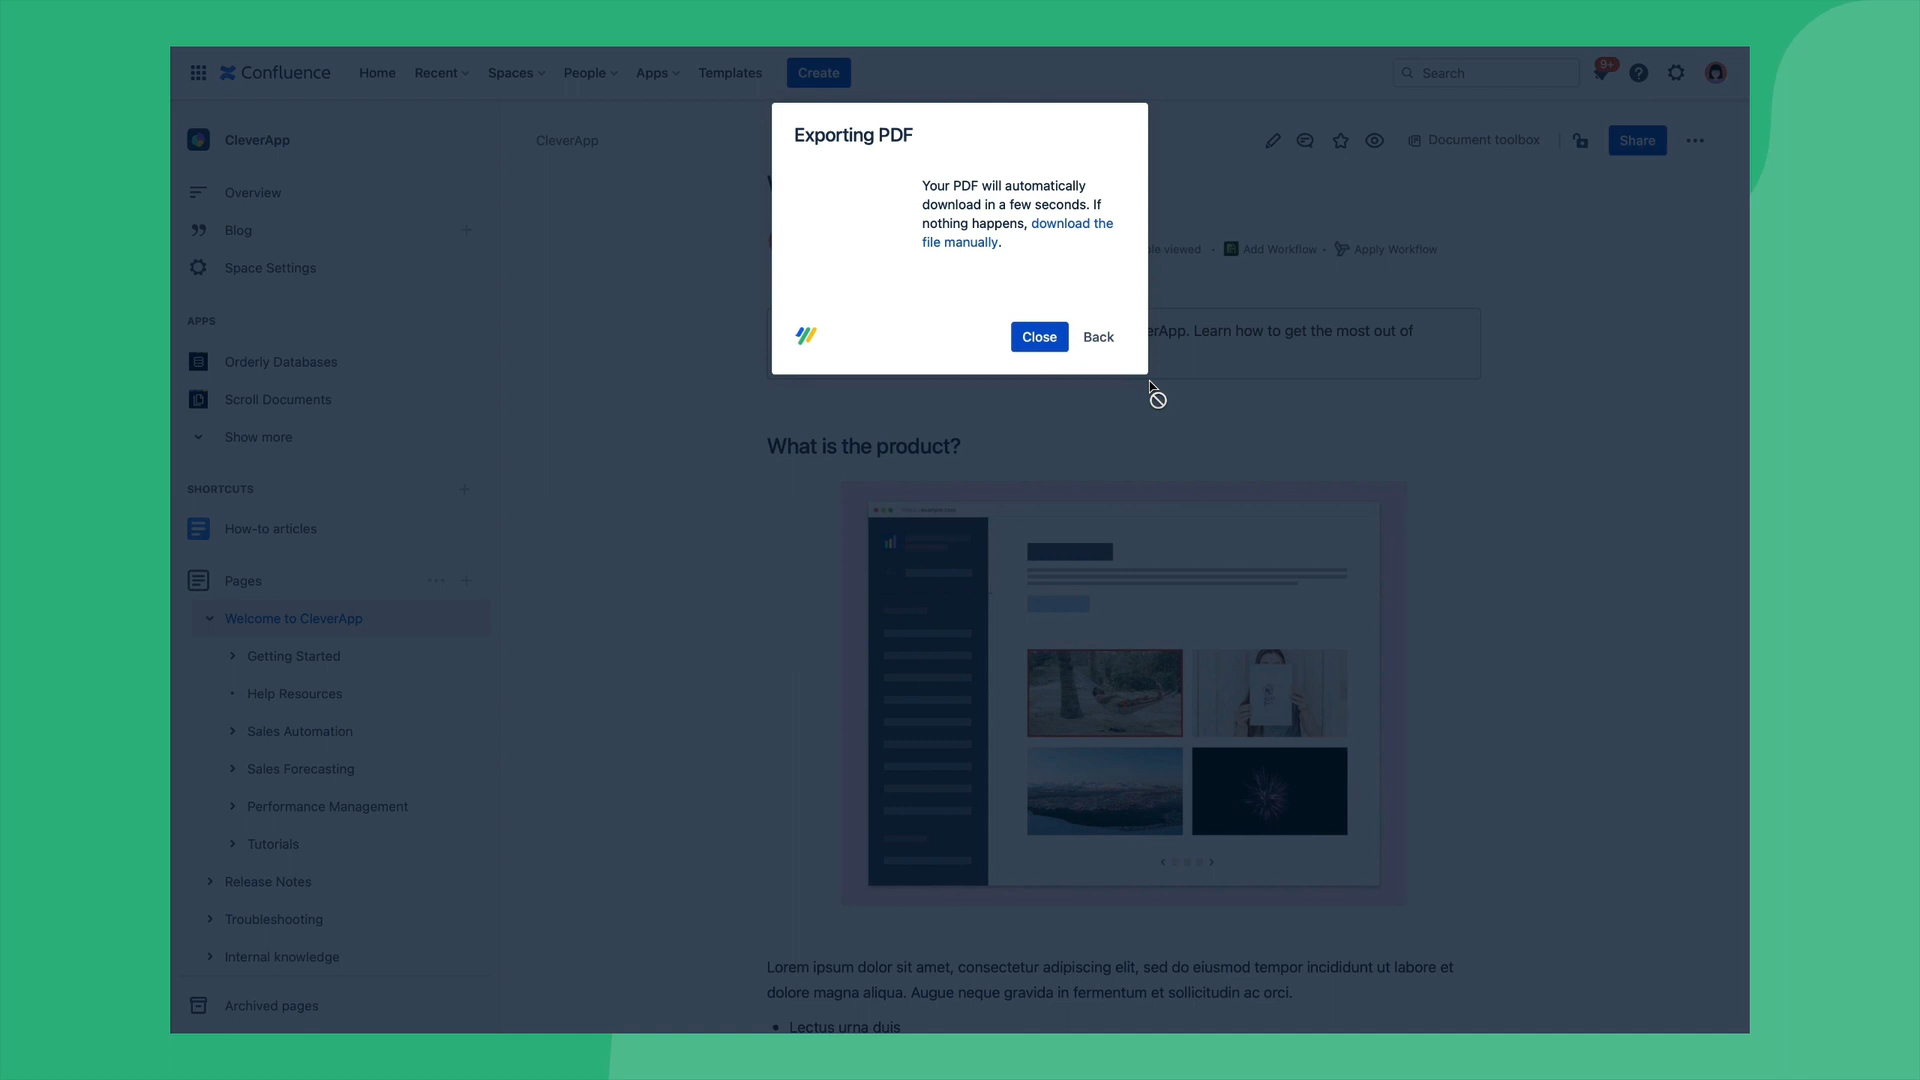 Confluence
Home
Recent
Spaces
People
Apps
Templates
Create
Search
9+
CleverApp
Overview
Blog
Space Settings
APPS
Orderly Databases
Scroll Documents
Show more
SHORTCUTS
How-to articles
Pages
Welcome to CleverApp
Getting Started
Help Resources
Sales Automation
Sales Forecasting
Performance Management
Tutorials
Release Notes
Troubleshooting
Internal knowledge
Archived pages
CleverApp
Document toolbox
Share
Exporting PDF
Your PDF will automatically
download in a few seconds. If
nothing happens, download the
file manually.
Close
Back
viewed
Add Workflow
Apply Workflow
Learn how to get the most out of
What is the product?
Lorem ipsum dolor sit amet, consectetur adipiscing elit, sed do eiusmod tempor incididunt ut labore et
dolore magna aliqua. Augue neque gravida in fermentum et sollicitudin ac orci.
• Lectus urna duis